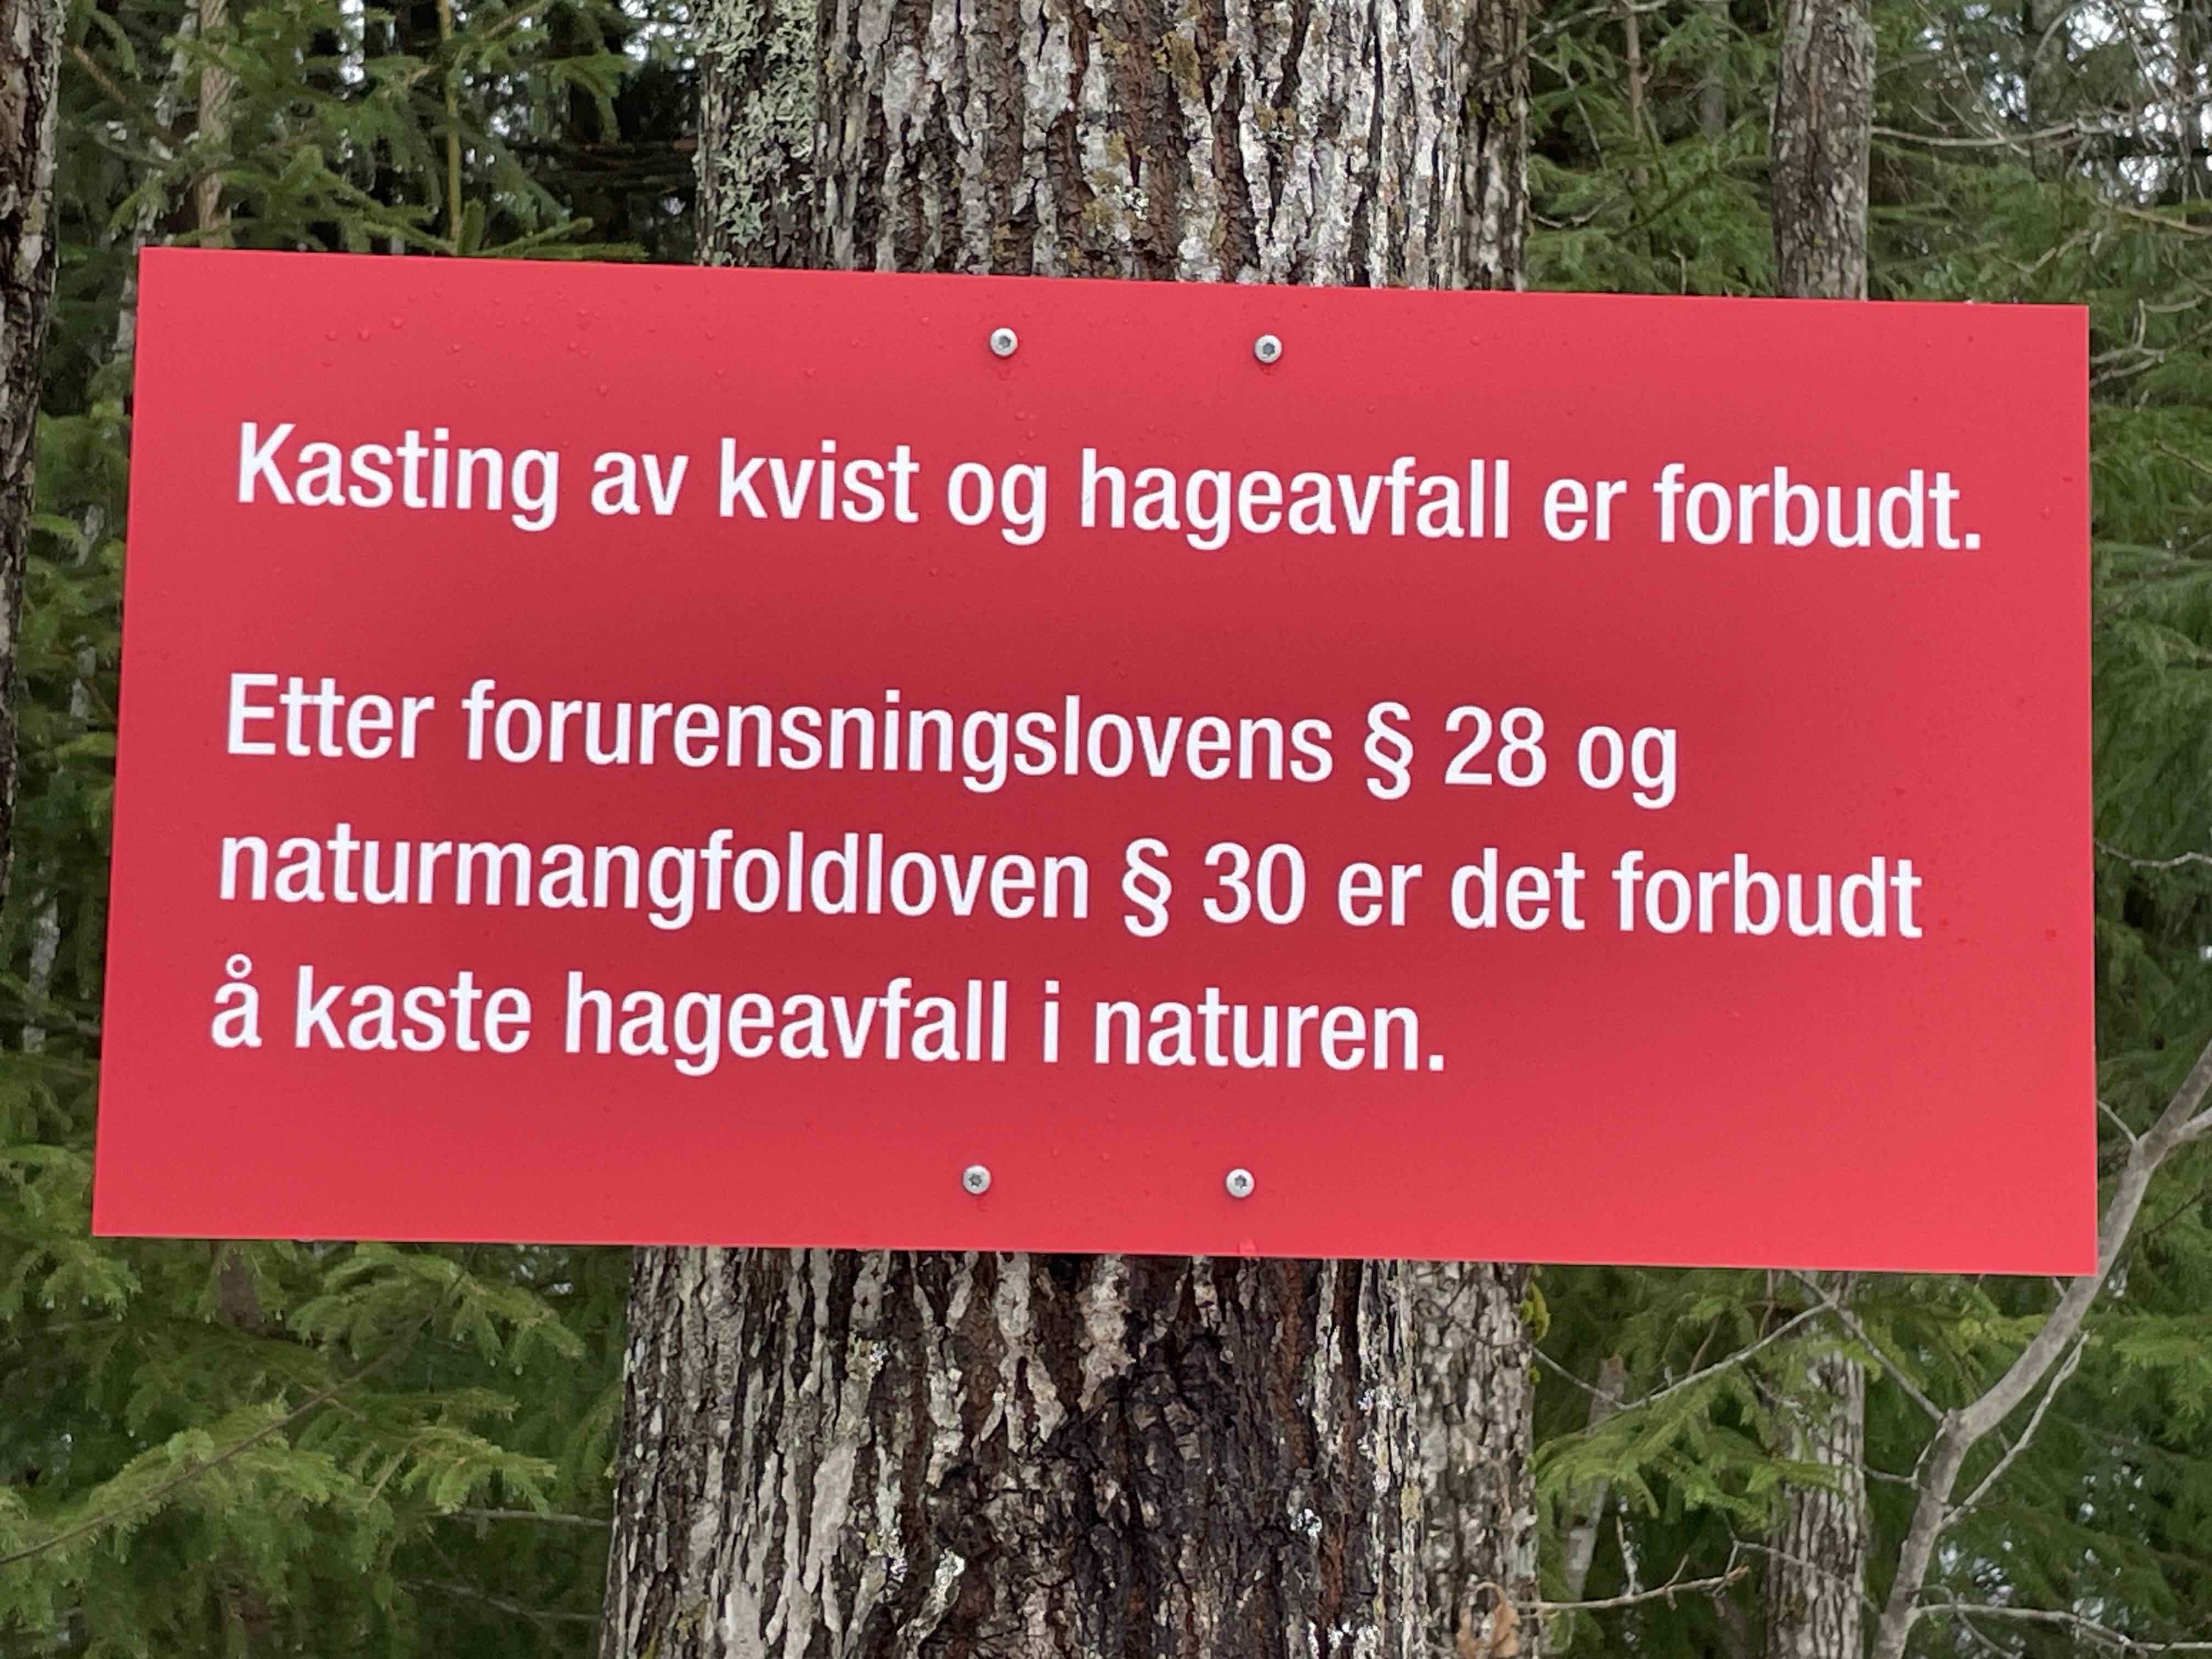 Kasting av kvist og hageavfall er forbudt.
Etter forurensningslovens § 28 og
naturmangfoldloven § 30 er det forbudt
å kaste hageavfall i naturen.